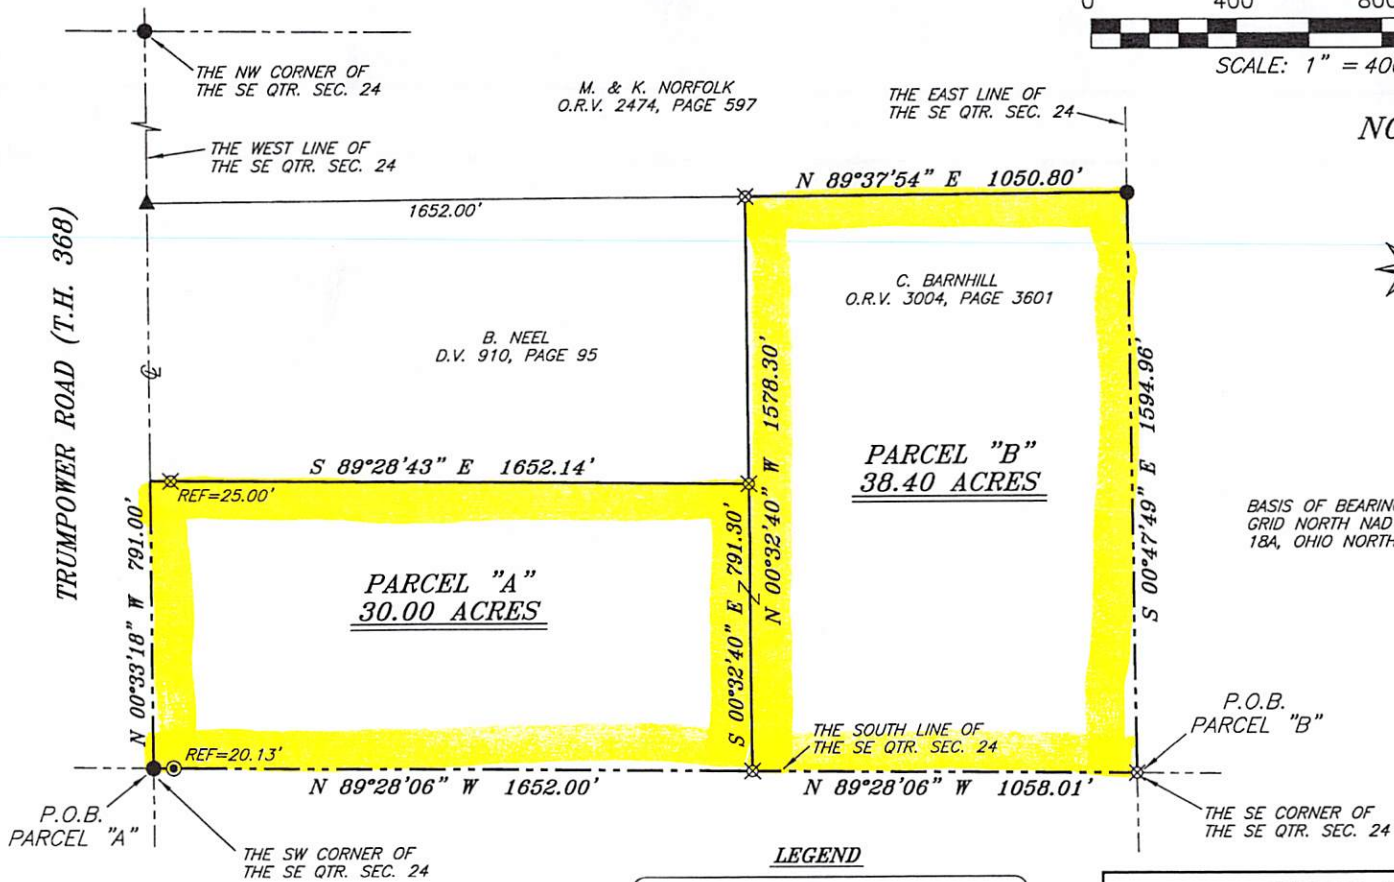 0 400 800
SCALE: 1" = 400
THE NW CORNER OF
THE SE QTR. SEC. 24
M. & K. NORFOLK
O.R.V. 2474, PAGE 597
THE EAST LINE OF
THE SE QTR. SEC. 24
THE WEST LINE OF
THE SE QTR. SEC. 24
N 89°37'54" E 1050.80'
1652.00'
TRUMPOWER ROAD (T.H. 368)
C. BARNHILL
O.R.V. 3004, PAGE 3601
B. NEEL
D.V. 910, PAGE 95
N 00°32'40" W 1578.30'
S 00°47'49" E 1594.96'
PARCEL "B"
38.40 ACRES
S 89°28'43" E 1652.14'
REF=25.00'
BASIS OF BEARING
GRID NORTH NAD
18A, OHIO NORTH
N 00°33'18" W 791.00'
PARCEL "A"
30.00 ACRES
S 00°32'40" E 791.30'
P.O.B.
PARCEL "B"
THE SOUTH LINE OF
THE SE QTR. SEC. 24
REF=20.13'
N 89°28'06" W 1652.00'
N 89°28'06" W 1058.01'
P.O.B.
PARCEL "A"
THE SE CORNER OF
THE SE QTR. SEC. 24
THE SW CORNER OF
THE SE QTR. SEC. 24
LEGEND